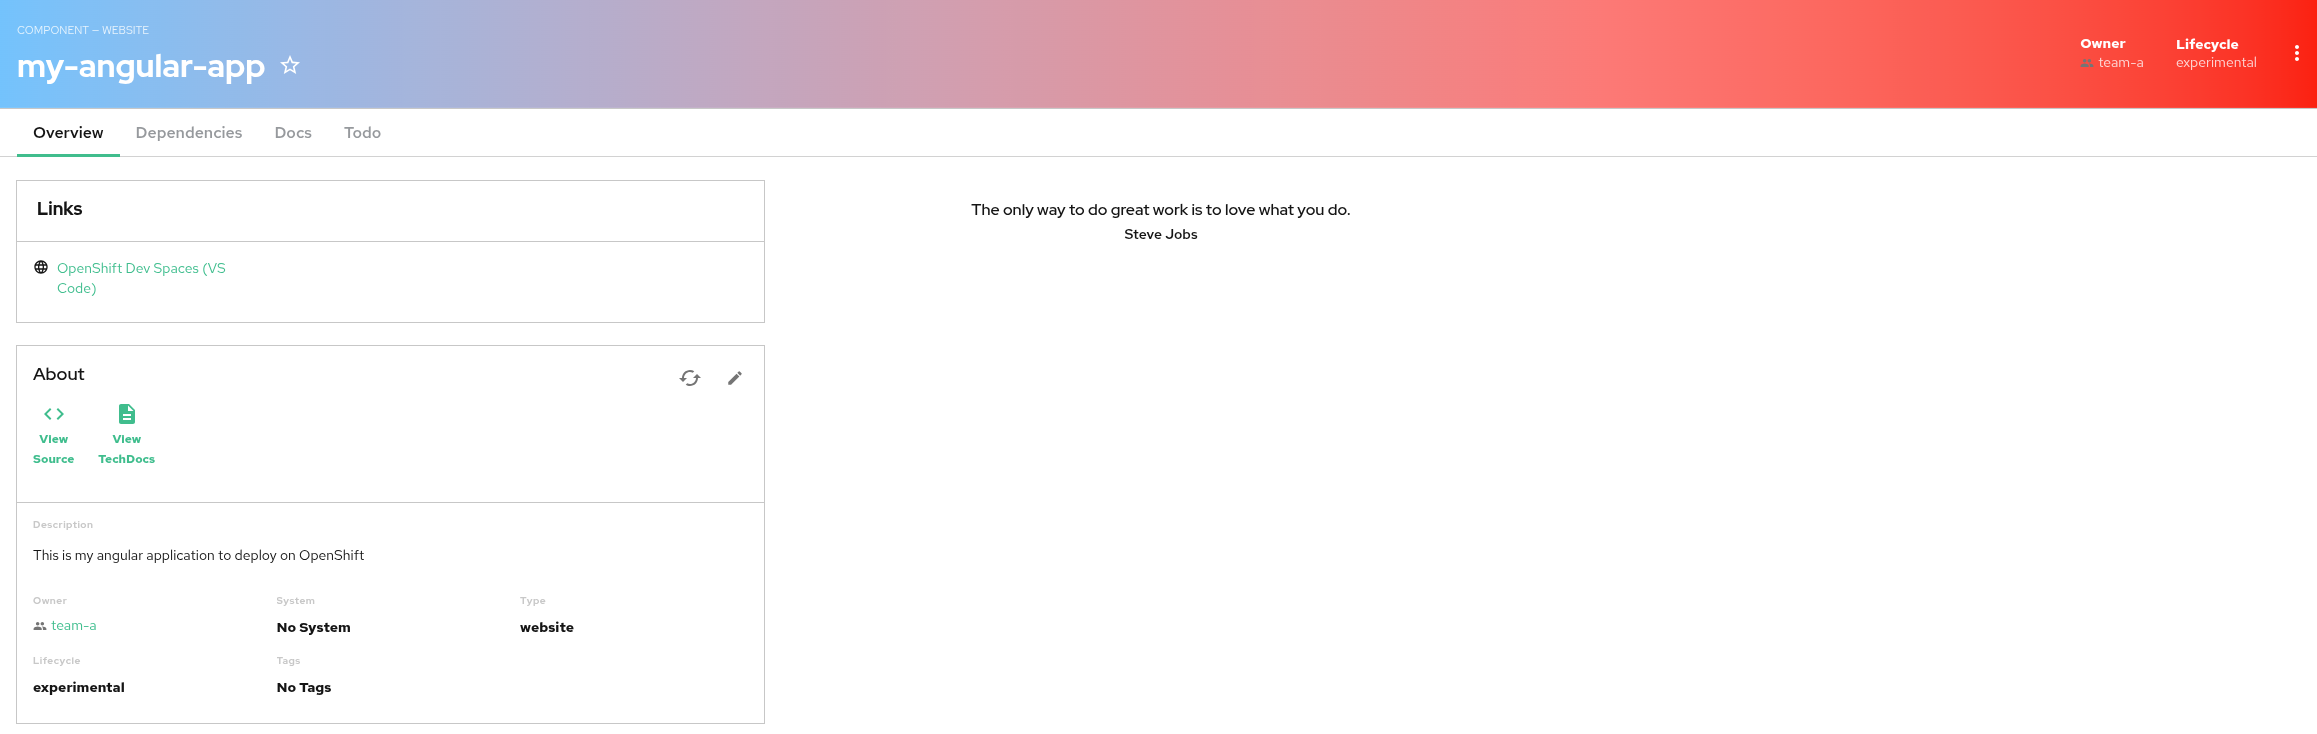 COMPONENT — WEBSITE
my-angular-app
Owner
team-a
Lifecycle
experimental
Overview
Dependencies
Docs
Todo
Links
OpenShift Dev Spaces (VS
Code)
The only way to do great work is to love what you do.
Steve Jobs
About
View
Source
View
TechDocs
Description
This is my angular application to deploy on OpenShift
Owner
team-a
System
No System
Type
website
Lifecycle
experimental
Tags
No Tags